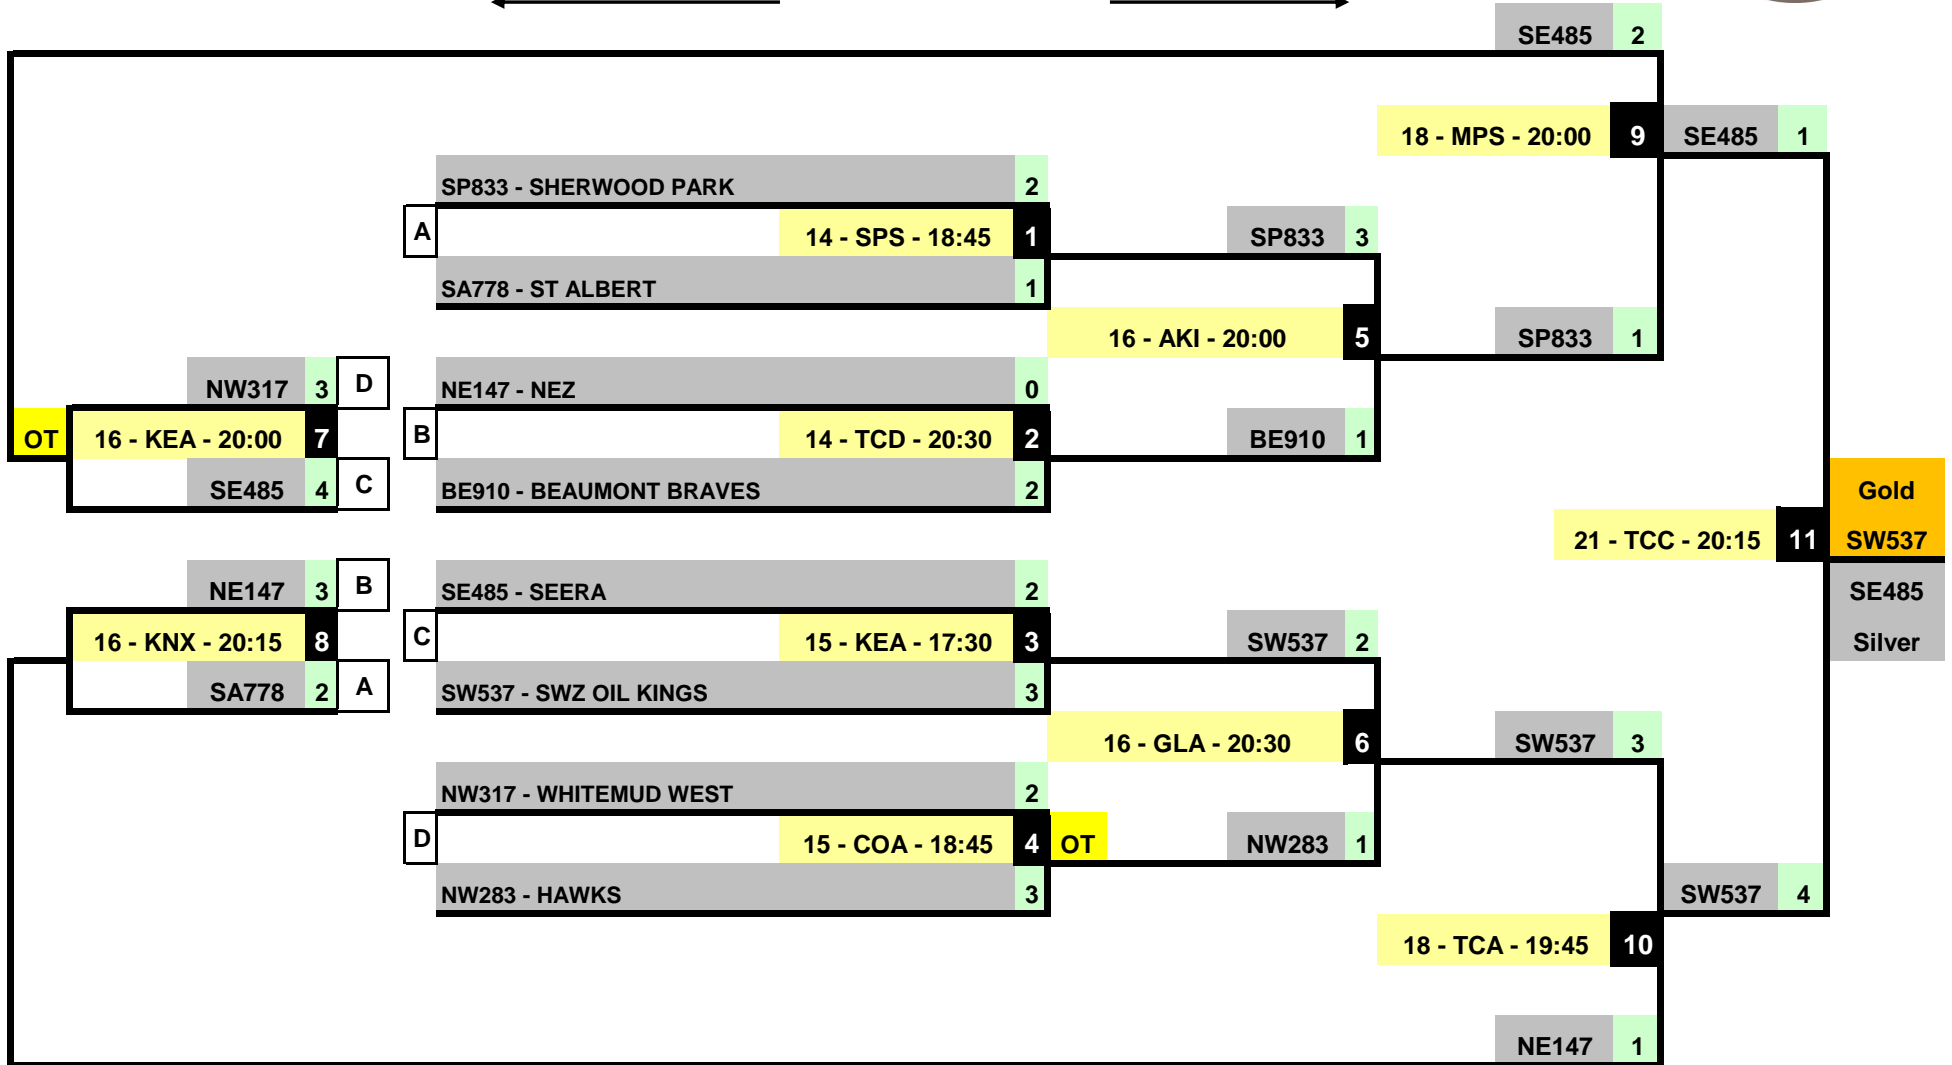 SE485 2
18 - MPS - 20:00 9 SE485 1
SP833 - SHERWOOD PARK 2
A 14 - SPS - 18:45 1 SP833 3
SA778 - ST ALBERT 1
16 - AKI - 20:00 5 SP833 1
NW317 3 D NE147 - NEZ 0
OT 16 - KEA - 20:00 7 B 14 - TCD - 20:30 2 BE910 1
SE485 4 C BE910 - BEAUMONT BRAVES 2 Gold
21 - TCC - 20:15 11 SW537
NE147 3 B SE485 - SEERA 2 SE485
16 - KNX - 20:15 8 C 15 - KEA - 17:30 3 SW537 2 Silver
SA778 2 A SW537 - SWZ OIL KINGS 3
16 - GLA - 20:30 6 SW537 3
NW317 - WHITEMUD WEST 2
D 15 - COA - 18:45 4 OT NW283 1
NW283 - HAWKS 3 SW537 4
18 - TCA - 19:45 10
NE147 1